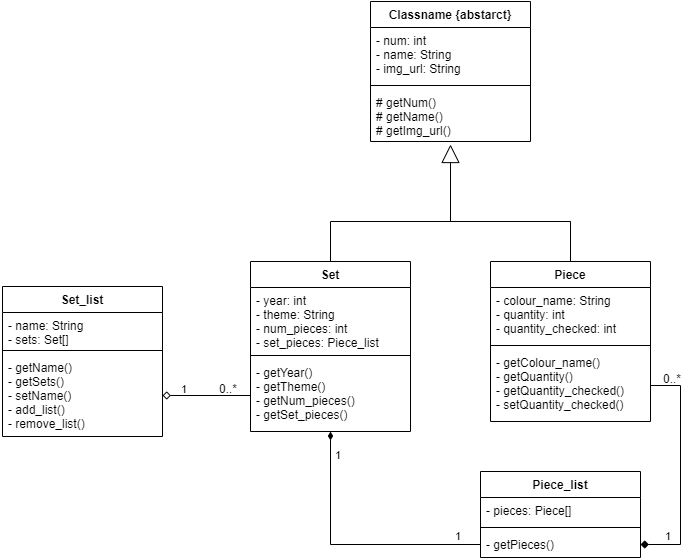 Classname {abstarct}
- num: int
- name: String
- img_url: String
# getNum()
# getName()
# getImg_url()
Set_list
- name: String
- sets: Set[]
- getName()
- getSets()
- setName()
- add_list()
- remove_list()
1
0..*
Set
- year: int
- theme: String
- num_pieces: int
- set_pieces: Piece_list
- getYear()
- getTheme()
- getNum_pieces()
- getSet_pieces()
Piece
- colour_name: String
- quantity: int
- quantity_checked: int
- getColour_name()
- getQuantity()
- getQuantity_checked()
- setQuantity_checked()
0..*
1
1
Piece_list
- pieces: Piece[]
- getPieces()
1